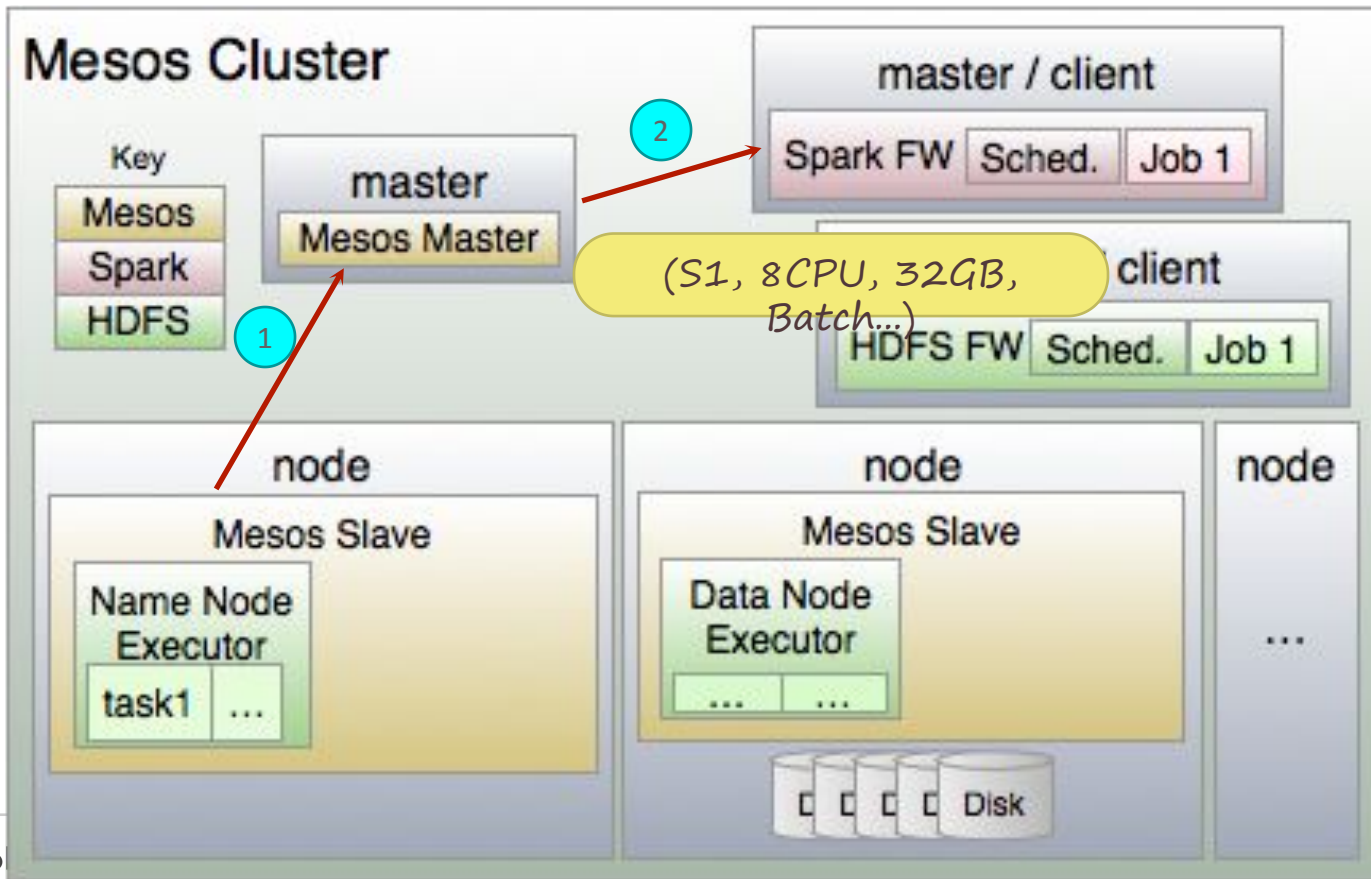 Mesos Cluster
Key
Mesos
Spark
HDFS
master
Mesos Master
1
2
master / client
Spark FW Sched. Job 1
(S1, 8CPU, 32GB,
Batch...)
client
HDFS FW Sched. Job 1
node
Mesos Slave
Name Node
Executor
task1 ...
node
Mesos Slave
Data Node
Executor
... ...
D D D D Disk
node
...